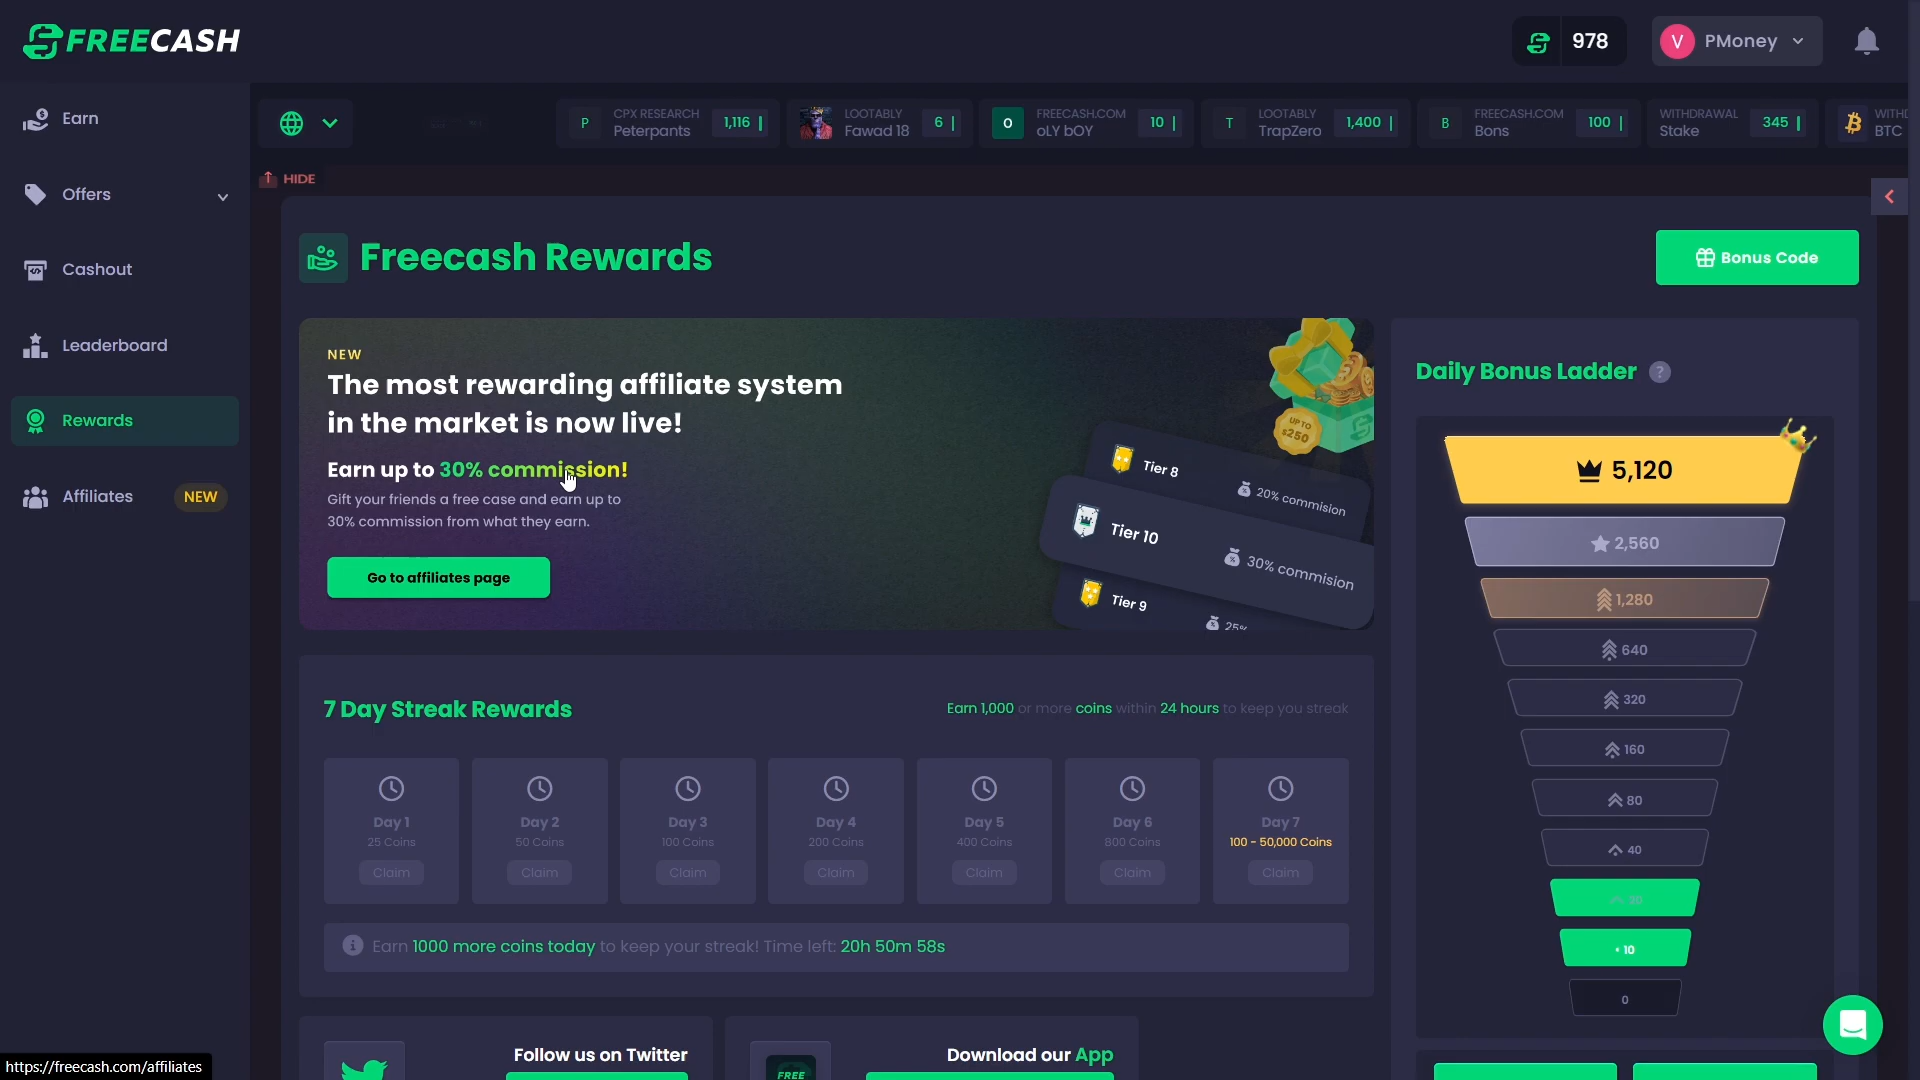 FREECASH
978
V
PMoney
Earn
Offers
Cashout
Leaderboard
Rewards
Affiliates
NEW
P
CPX RESEARCH
Peterpants
1,116
LOOTABLY
Fawad 18
6
O
FREECASH.COM
oLY bOY
10
T
LOOTABLY
TrapZero
1,400
B
FREECASH.COM
Bons
100
WITHDRAWAL
Stake
345
WITHD
BTC
HIDE
Freecash Rewards
Bonus Code
NEW
The most rewarding affiliate system
in the market is now live!
Earn up to 30% commission!
Gift your friends a free case and earn up to
30% commission from what they earn.
Go to affiliates page
UP TO
$250
Tier 8
20% commision
Tier 10
30% commision
Tier 9
25%
Daily Bonus Ladder ?
5,120
2,560
1,280
640
320
160
80
40
20
10
0
7 Day Streak Rewards
Earn 1,000 or more coins within 24 hours to keep you streak
Day 1
25 Coins
Claim
Day 2
50 Coins
Claim
Day 3
100 Coins
Claim
Day 4
200 Coins
Claim
Day 5
400 Coins
Claim
Day 6
800 Coins
Claim
Day 7
100 - 50,000 Coins
Claim
Earn 1000 more coins today to keep your streak! Time left: 20h 50m 58s
Follow us on Twitter
FREE
Download our App
https://freecash.com/affiliates